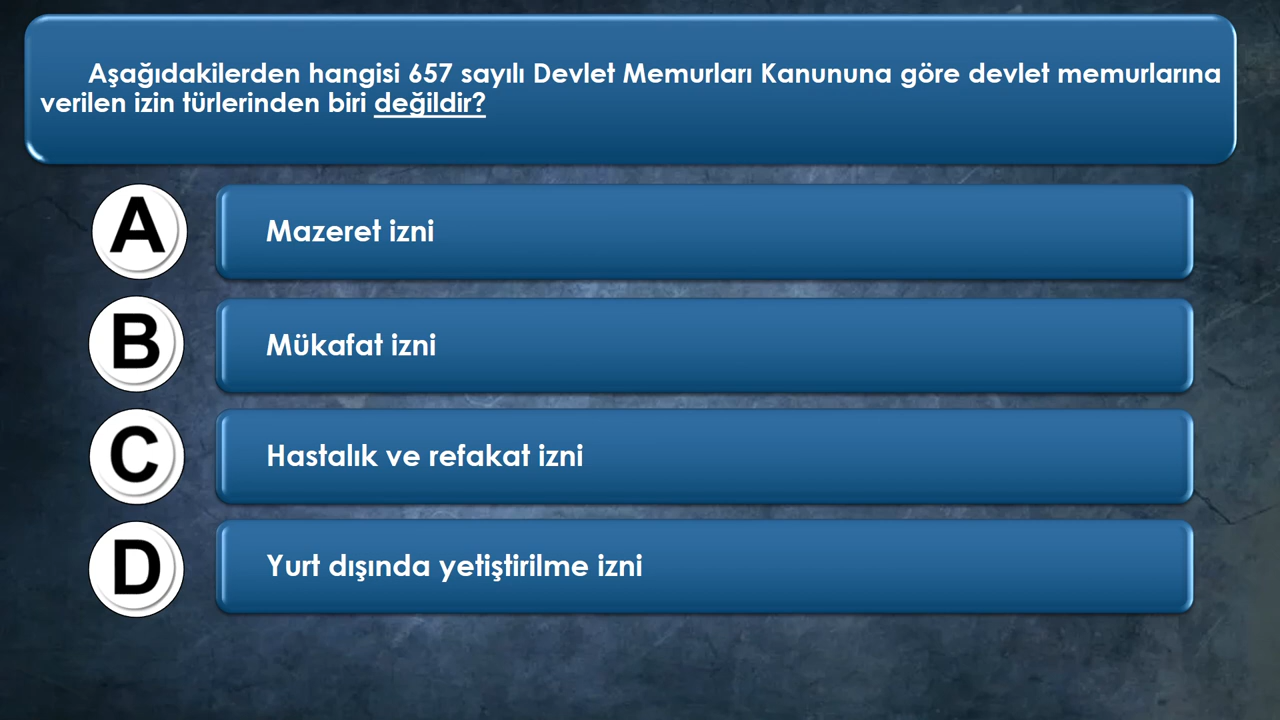 Aşağıdakilerden hangisi 657 sayılı Devlet Memurları Kanununa göre devlet memurlarına
verilen izin türlerinden biri değildir?
A
Mazeret izni
B
Mükafat izni
C
Hastalık ve refakat izni
D
Yurt dışında yetiştirilme izni